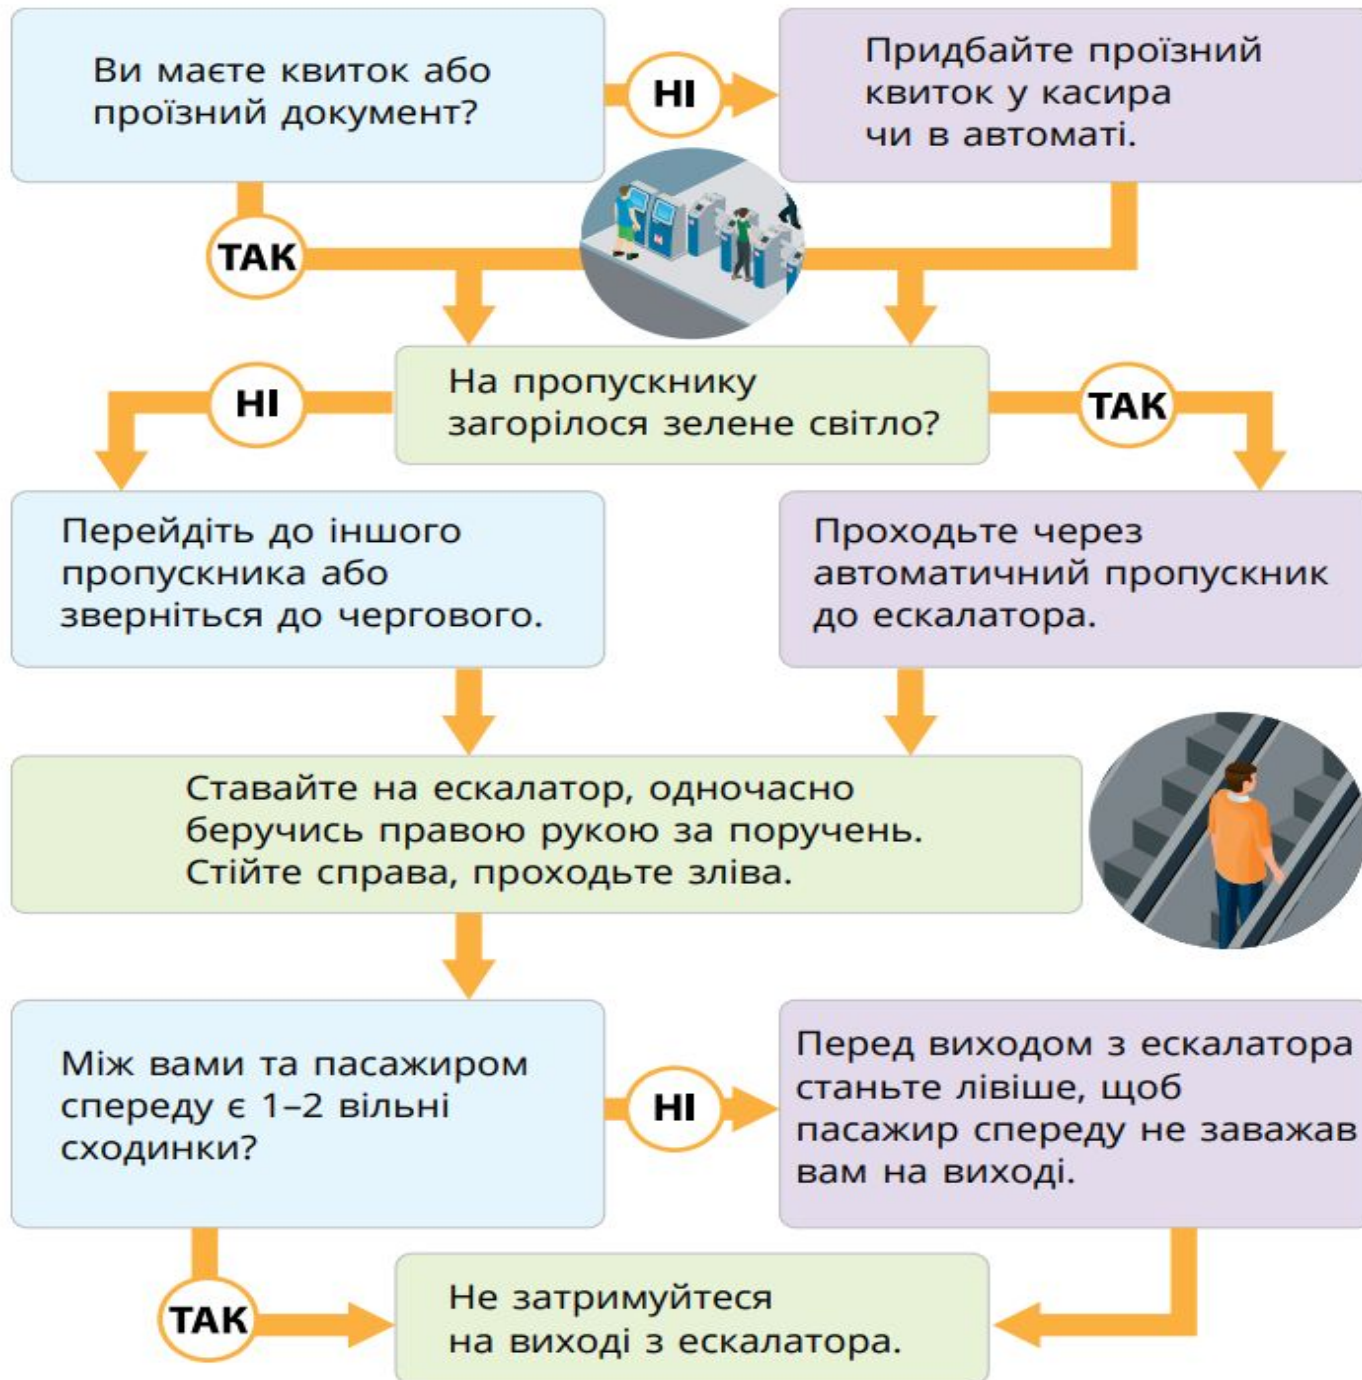 Ви маєте квиток або
проїзний документ?
НІ
Придбайте проїзний
квиток у касира
чи в автоматі.
ТАК
На пропускнику
загорілося зелене світло?
НІ
ТАК
Перейдіть до іншого
пропускника або
зверніться до чергового.
Проходьте через
автоматичний пропускник
до ескалатора.
Ставайте на ескалатор, одночасно
беручись правою рукою за поручень.
Стійте справа, проходьте зліва.
Між вами та пасажиром
спереду є 1–2 вільні
сходинки?
НІ
Перед виходом з ескалатора
станьте лівіше, щоб
пасажир спереду не заважав
вам на виході.
ТАК
Не затримуйтеся
на виході з ескалатора.